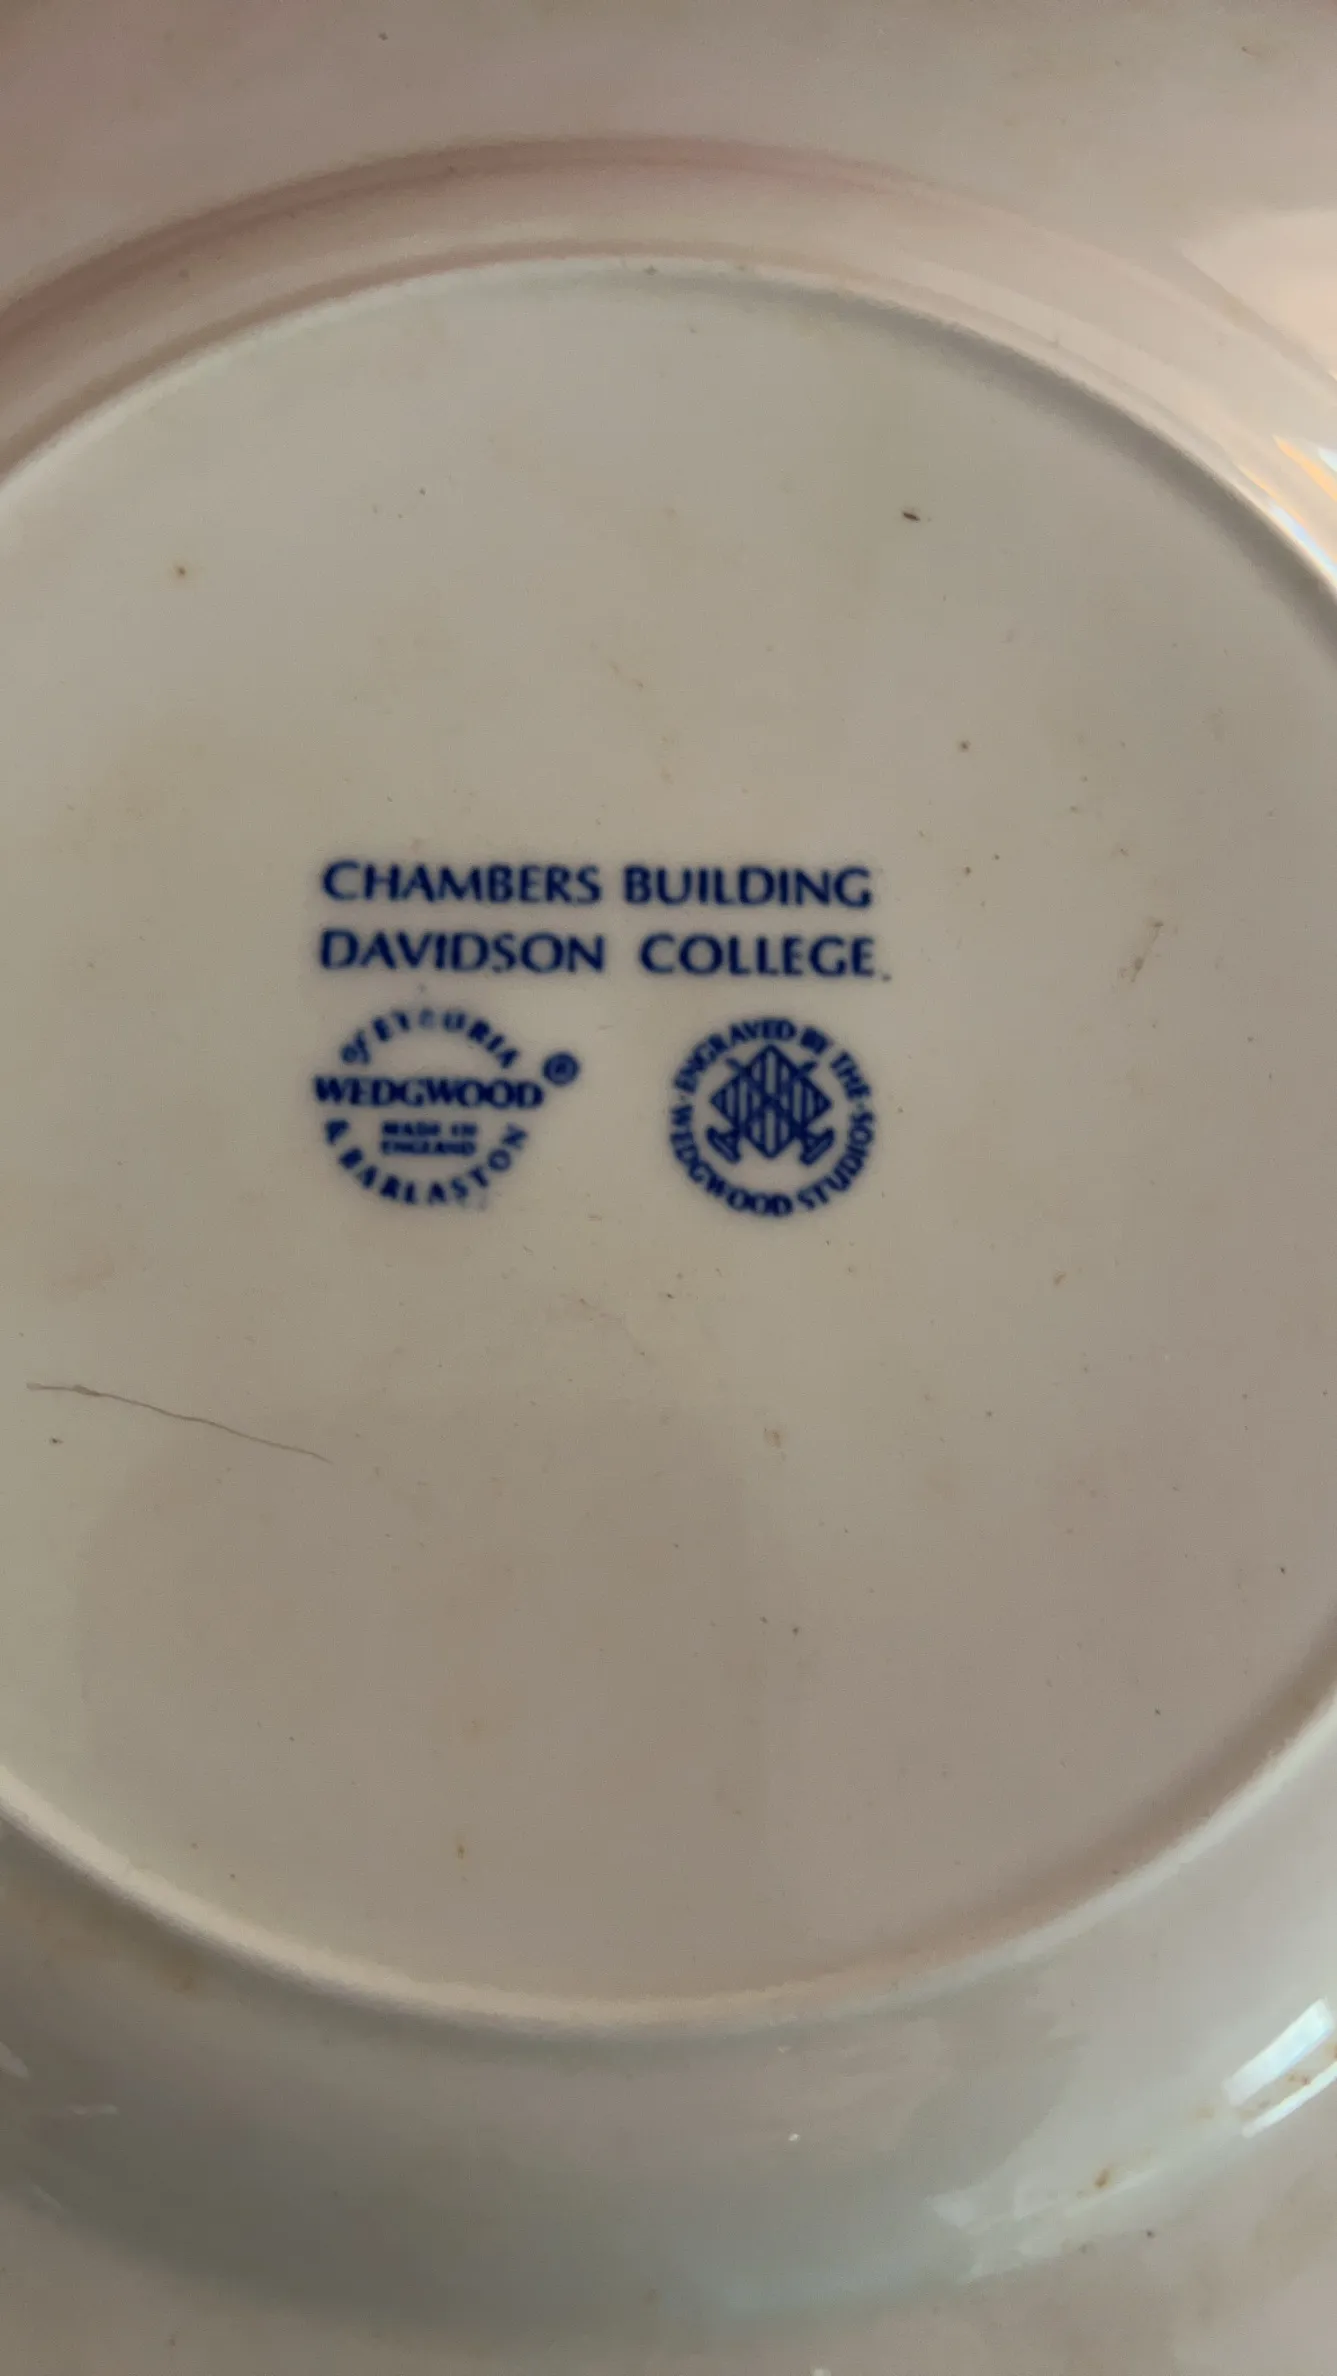 CHAMBERS BUILDING
DAVIDSON COLLEGE.
of ETRURIA
WEDGWOOD ®
MADE IN
ENGLAND
& BARLASTON
ENGRAVED BY THE
WEDGWOOD STUDIOS